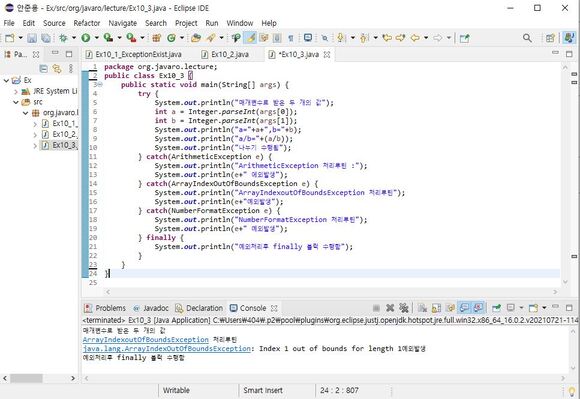 안준용 - Ex/src/org/javaro/lecture/Ex10_3.java - Eclipse IDE
File Edit Source Refactor Navigate Search Project Run Window Help
Pa...
Ex10_1_ExceptionExist.java
Ex10_2.java
*Ex10_3.java
Ex
JRE System Li
src
org.javaro.l
Ex10_1_
Ex10_2_
Ex10_3_
1 package org.javaro.lecture;
2 public class Ex10_3 {
3 public static void main(String[] args) {
4 try {
5 System.out.println("매개변수로 받은 두 개의 값");
6 int a = Integer.parseInt(args[0]);
7 int b = Integer.parseInt(args[1]);
8 System.out.println("a="+a+",b="+b);
9 System.out.println("a/b="+(a/b));
10 System.out.println("나누기 수행됨");
11 } catch(ArithmeticException e) {
12 System.out.println("ArithmeticException 처리루틴 :");
13 System.out.println(e+" 예외발생");
14 } catch(ArrayIndexOutOfBoundsException e) {
15 System.out.println("ArrayIndexoutOfBoundsException 처리루틴");
16 System.out.println(e+"예외발생");
17 } catch(NumberFormatException e) {
18 System.out.println("NumberFormatException 처리루틴");
19 System.out.println(e+" 예외발생");
20 } finally {
21 System.out.println("예외처리후 finally 블럭 수행함");
22 }
23 }
24 }
Problems Javadoc Declaration Console
<terminated> Ex10_3 [Java Application] C:₩Users₩404₩.p2₩pool₩plugins₩org.eclipse.justj.openjdk.hotspot.jre.full.win32.x86_64_16.0.2.v20210721-114
매개변수로 받은 두 개의 값
ArrayIndexoutOfBoundsException 처리루틴
java.lang.ArrayIndexOutOfBoundsException: Index 1 out of bounds for length 1예외발생
예외처리후 finally 블럭 수행함
Writable
Smart Insert
24 : 2 : 807